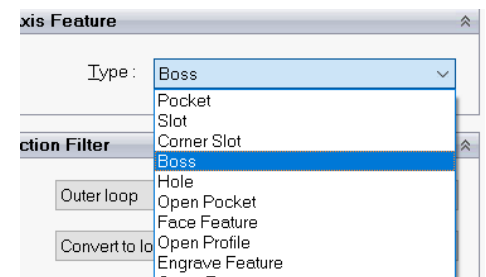 xis Feature
Type :
Boss
Pocket
Slot
Corner Slot
ction Filter
Boss
Hole
Outer loop
Open Pocket
Face Feature
Convert to lo
Open Profile
Engrave Feature